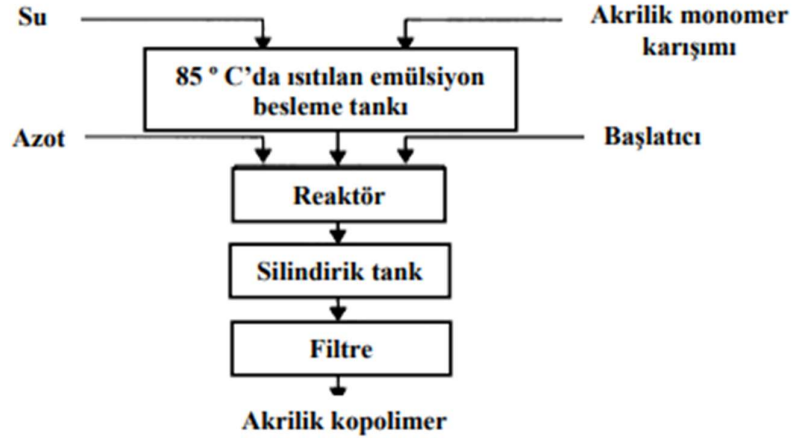 Su
Akrilik monomer
karışımı
85 º C’da ısıtılan emülsiyon
besleme tankı
Azot
Başlatıcı
Reaktör
Silindirik tank
Filtre
Akrilik kopolimer